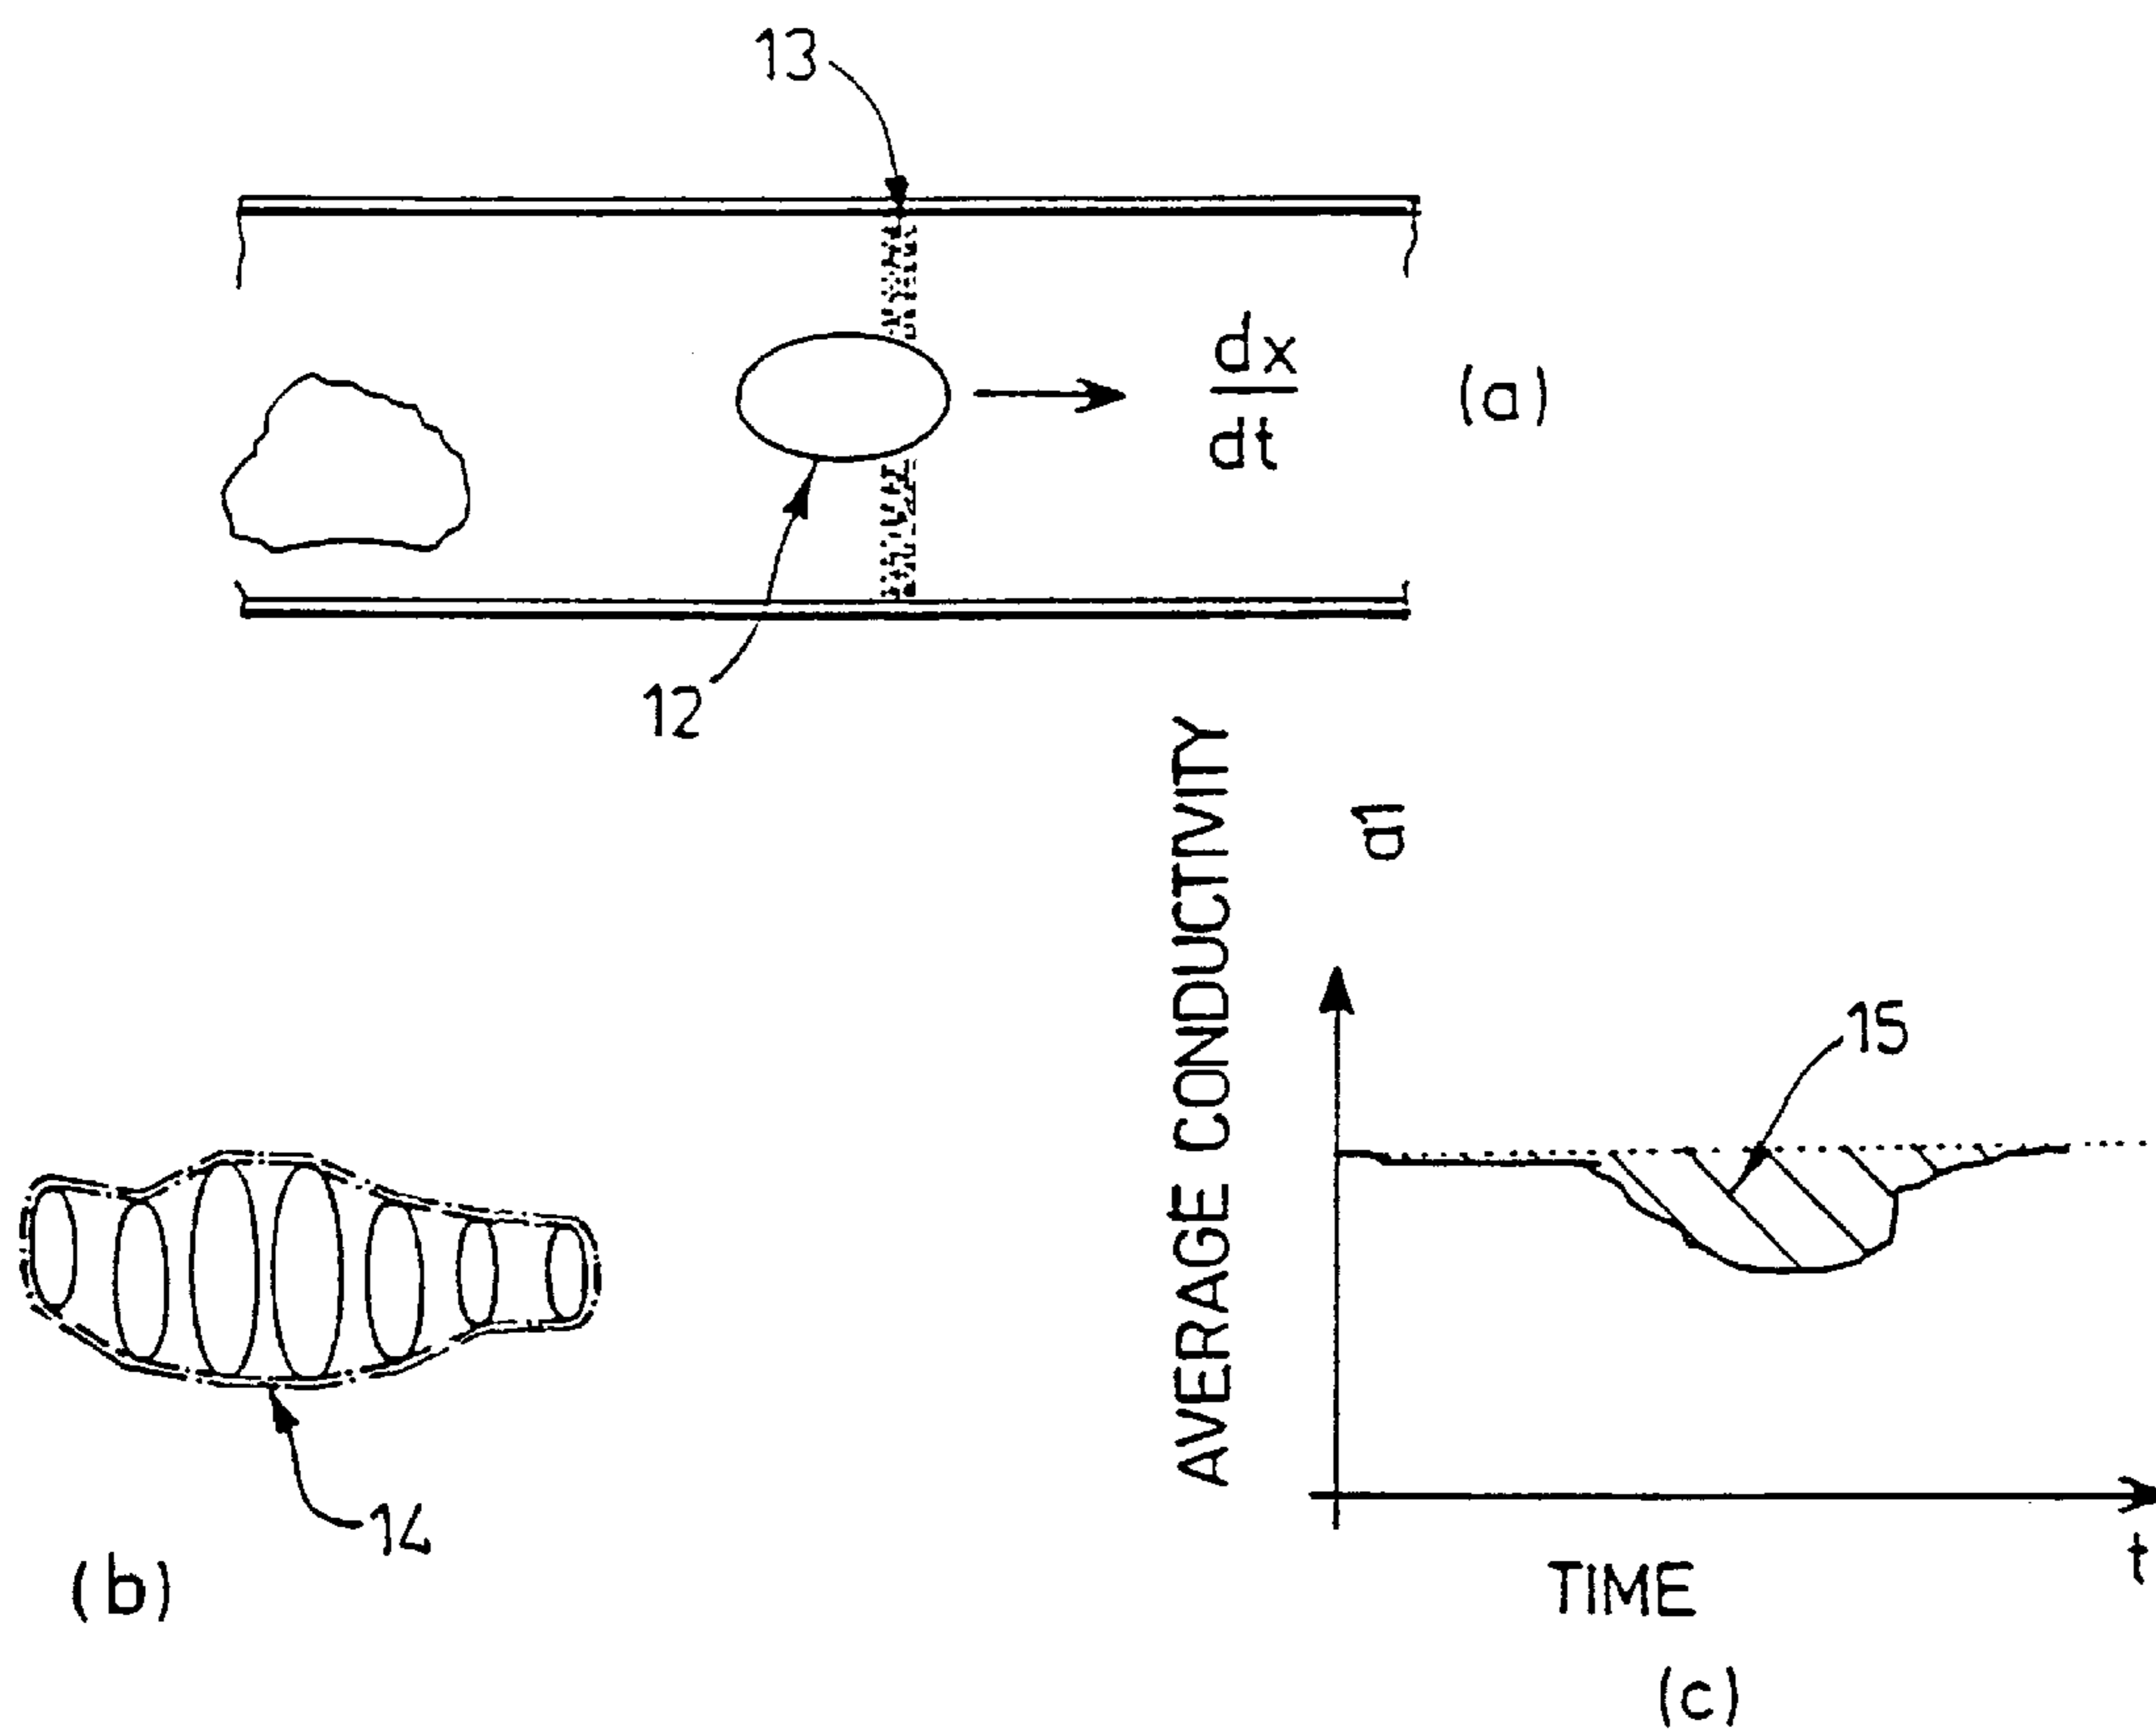 13
dx
dt
(a)
12
AVERAGE CONDUCTIVITY
a1
15
14
(b)
TIME
t
(c)